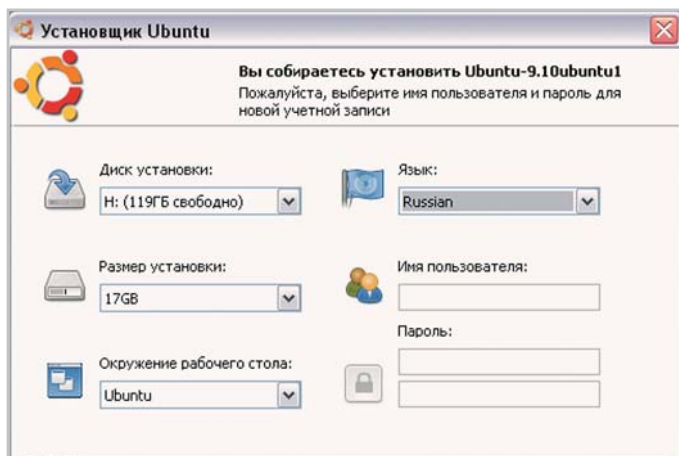 Установщик Ubuntu
Вы собираетесь установить Ubuntu-9.10ubuntu1
Пожалуйста, выберите имя пользователя и пароль для
новой учетной записи
Диск установки:
H: (119ГБ свободно)
Язык:
Russian
Размер установки:
17GB
Имя пользователя:
Пароль:
Окружение рабочего стола:
Ubuntu